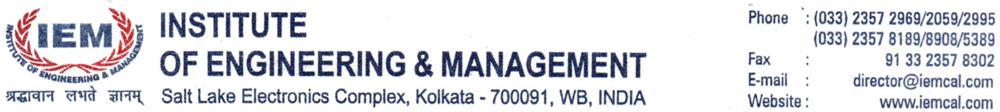 IEM
INSTITUTE OF ENGINEERING & MANAGEMENT
श्रद्धावान लभते ज्ञानम्
INSTITUTE
OF ENGINEERING & MANAGEMENT
Salt Lake Electronics Complex, Kolkata - 700091, WB, INDIA
Phone : (033) 2357 2969/2059/2995
(033) 2357 8189/8908/5389
Fax : 91 33 2357 8302
E-mail : director@iemcal.com
Website : www.iemcal.com